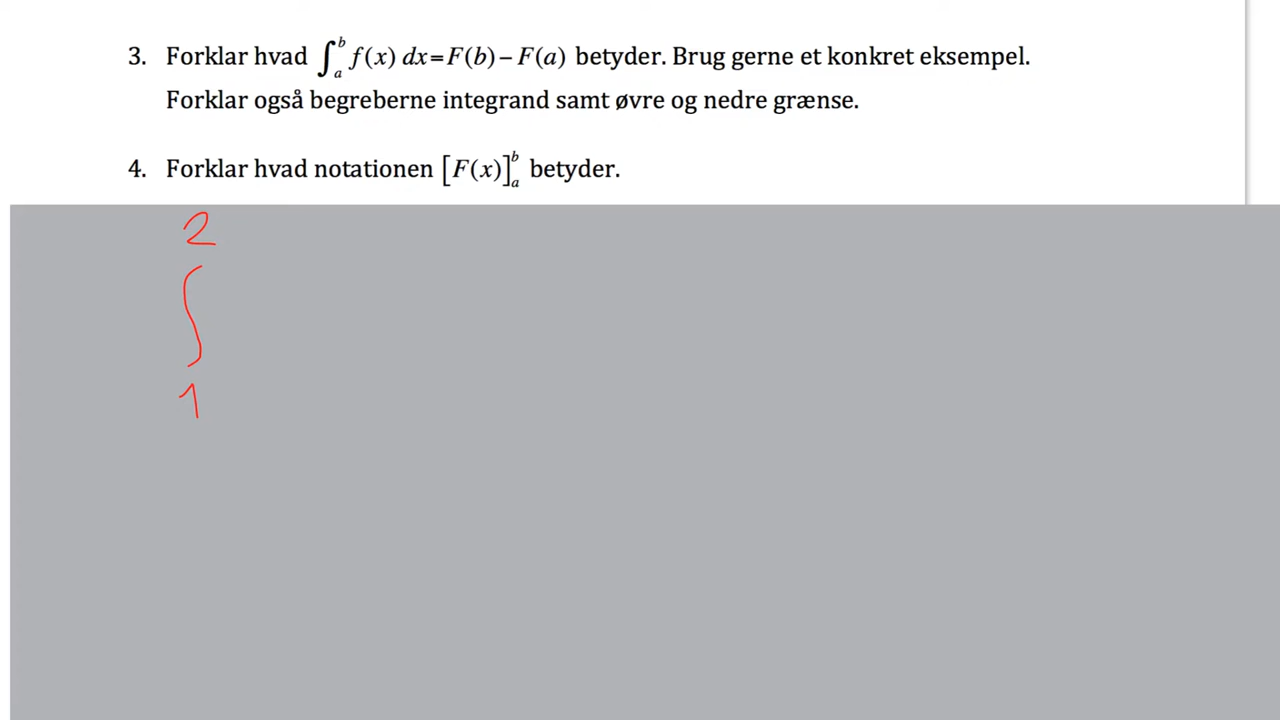 3. Forklar hvad ∫ₐᵇ f(x) dx=F(b)–F(a) betyder. Brug gerne et konkret eksempel.
Forklar også begreberne integrand samt øvre og nedre grænse.
4. Forklar hvad notationen [F(x)]ₐᵇ betyder.
2
∫
1